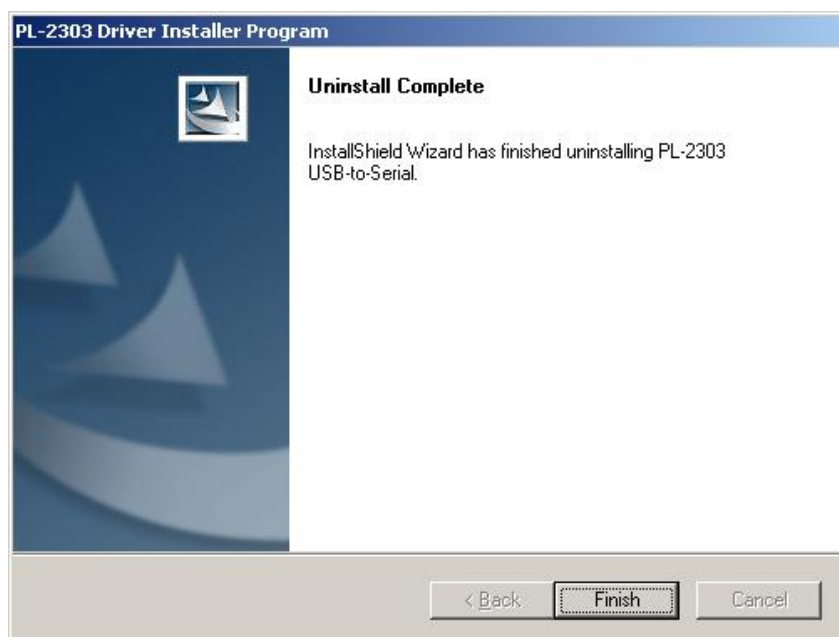 PL-2303 Driver Installer Program
Uninstall Complete
InstallShield Wizard has finished uninstalling PL-2303
USB-to-Serial.
< Back
Finish
Cancel